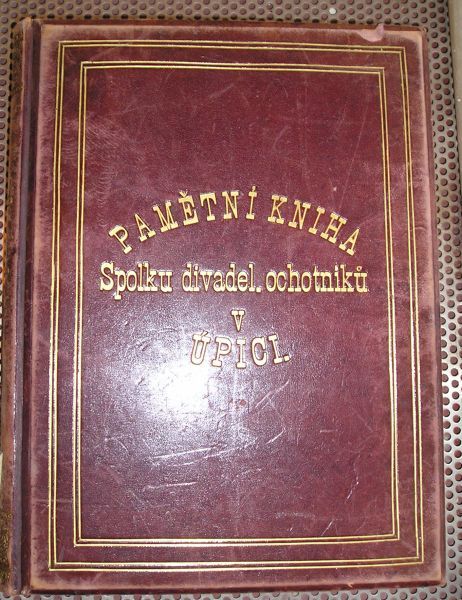 PAMĚTNÍ KNIHA
Spolku divadel. ochotníků
v
ÚPICI.